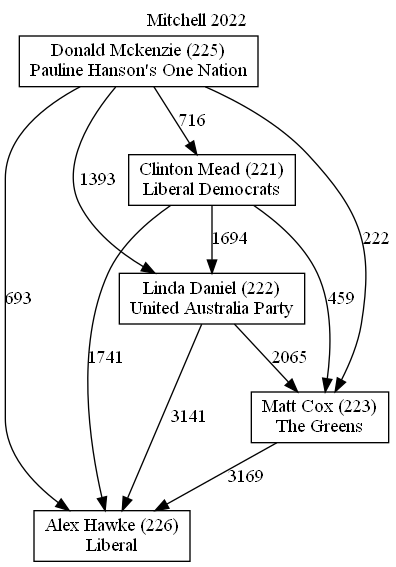 Mitchell 2022
Donald Mckenzie (225)
Pauline Hanson's One Nation
716
Clinton Mead (221)
Liberal Democrats
1393
1694
222
693
Linda Daniel (222)
United Australia Party
459
1741
2065
3141
Matt Cox (223)
The Greens
3169
Alex Hawke (226)
Liberal